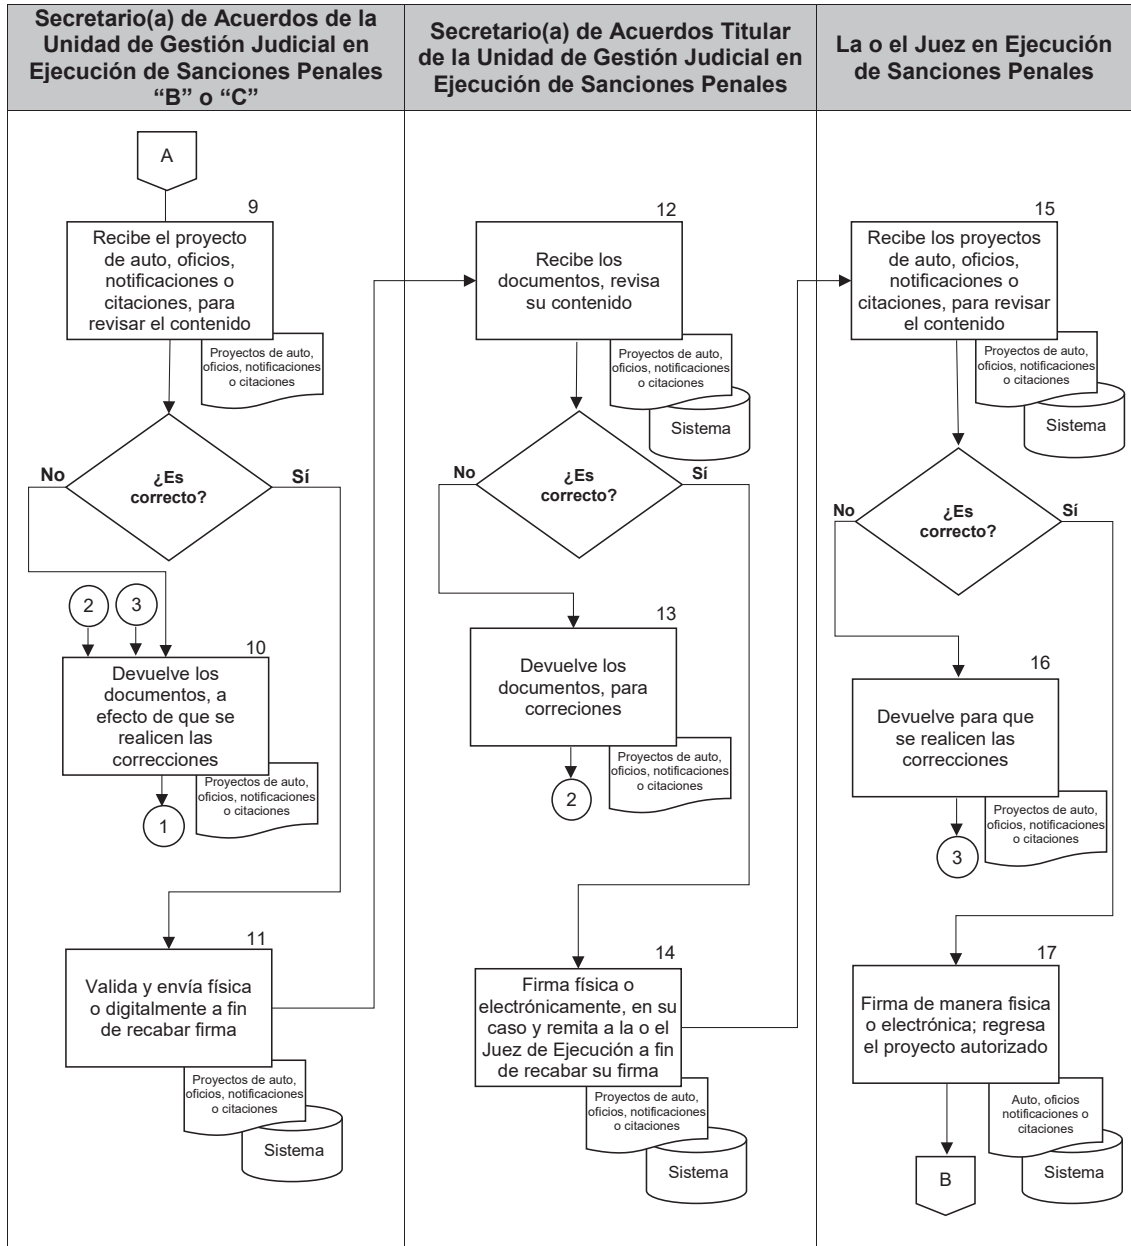 Secretario(a) de Acuerdos de la
Unidad de Gestión Judicial en
Ejecución de Sanciones Penales
“B” o “C”
Secretario(a) de Acuerdos Titular
de la Unidad de Gestión Judicial en
Ejecución de Sanciones Penales
La o el Juez en Ejecución
de Sanciones Penales
A
9
Recibe el proyecto
de auto, oficios,
notificaciones o
citaciones, para
revisar el contenido
Proyectos de auto,
oficios, notificaciones
o citaciones
No
¿Es
correcto?
Sí
2
3
10
Devuelve los
documentos, a
efecto de que se
realicen las
correcciones
Proyectos de auto,
oficios, notificaciones
o citaciones
1
11
Valida y envía física
o digitalmente a fin
de recabar firma
Proyectos de auto,
oficios, notificaciones
o citaciones
Sistema
12
Recibe los
documentos, revisa
su contenido
Proyectos de auto,
oficios, notificaciones
o citaciones
Sistema
No
¿Es
correcto?
Sí
13
Devuelve los
documentos, para
correciones
Proyectos de auto,
oficios, notificaciones
o citaciones
2
14
Firma física o
electrónicamente, en su
caso y remita a la o el
Juez de Ejecución a fin
de recabar su firma
Proyectos de auto,
oficios, notificaciones
o citaciones
Sistema
15
Recibe los proyectos
de auto, oficios,
notificaciones o
citaciones, para revisar
el contenido
Proyectos de auto,
oficios, notificaciones
o citaciones
Sistema
No
¿Es
correcto?
Sí
16
Devuelve para que
se realicen las
correcciones
Proyectos de auto,
oficios, notificaciones
o citaciones
3
17
Firma de manera fisica
o electrónica; regresa
el proyecto autorizado
Auto, oficios
notificaciones o
citaciones
Sistema
B